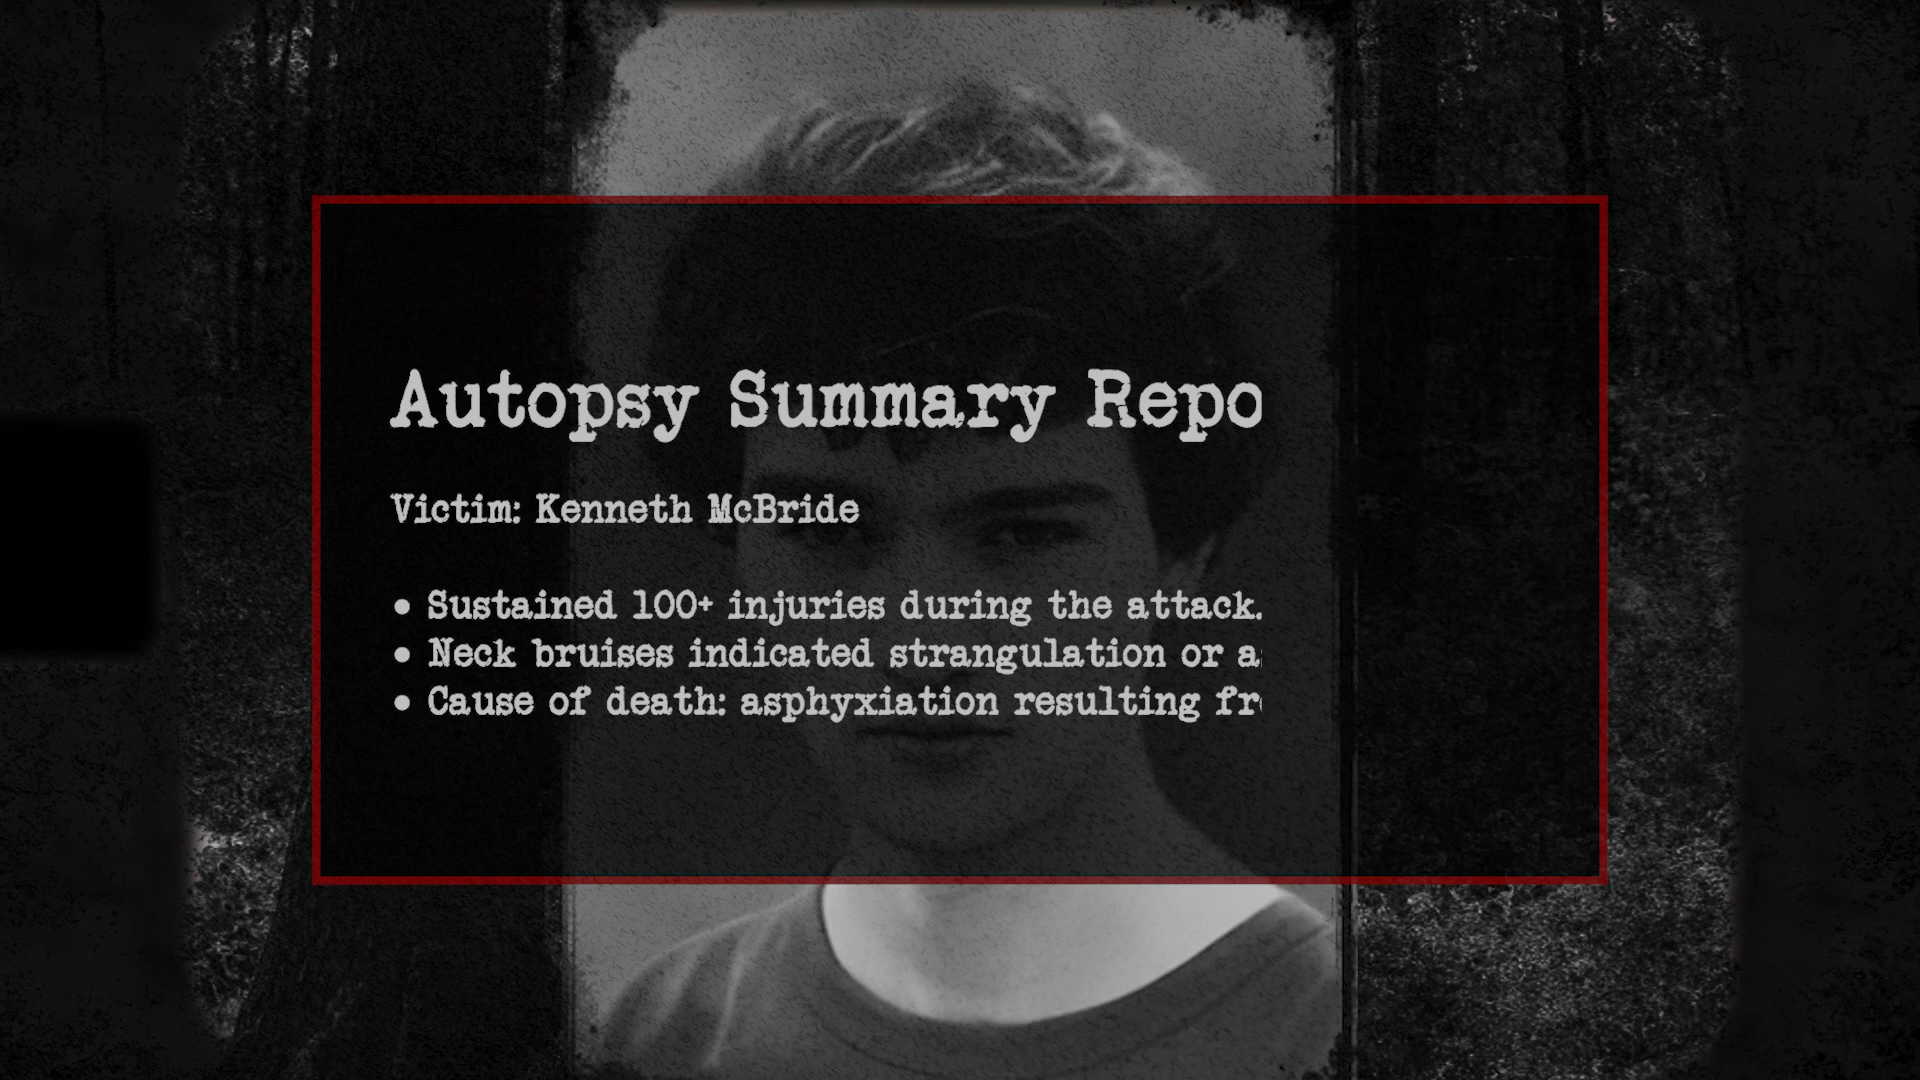 Autopsy Summary Repo
Victim: Kenneth McBride
• Sustained 100+ injuries during the attack.
• Neck bruises indicated strangulation or a
• Cause of death: asphyxiation resulting fr